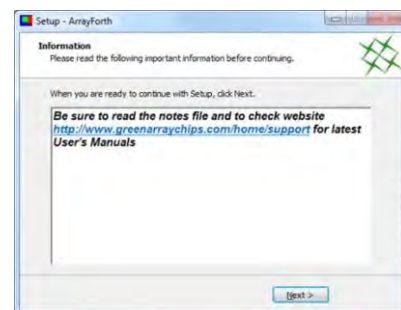 Setup - ArrayForth
Information
Please read the following important information before continuing.
When you are ready to continue with Setup, click Next.
Be sure to read the notes file and to check website
http://www.greenarraychips.com/home/support for latest
User's Manuals
Next >